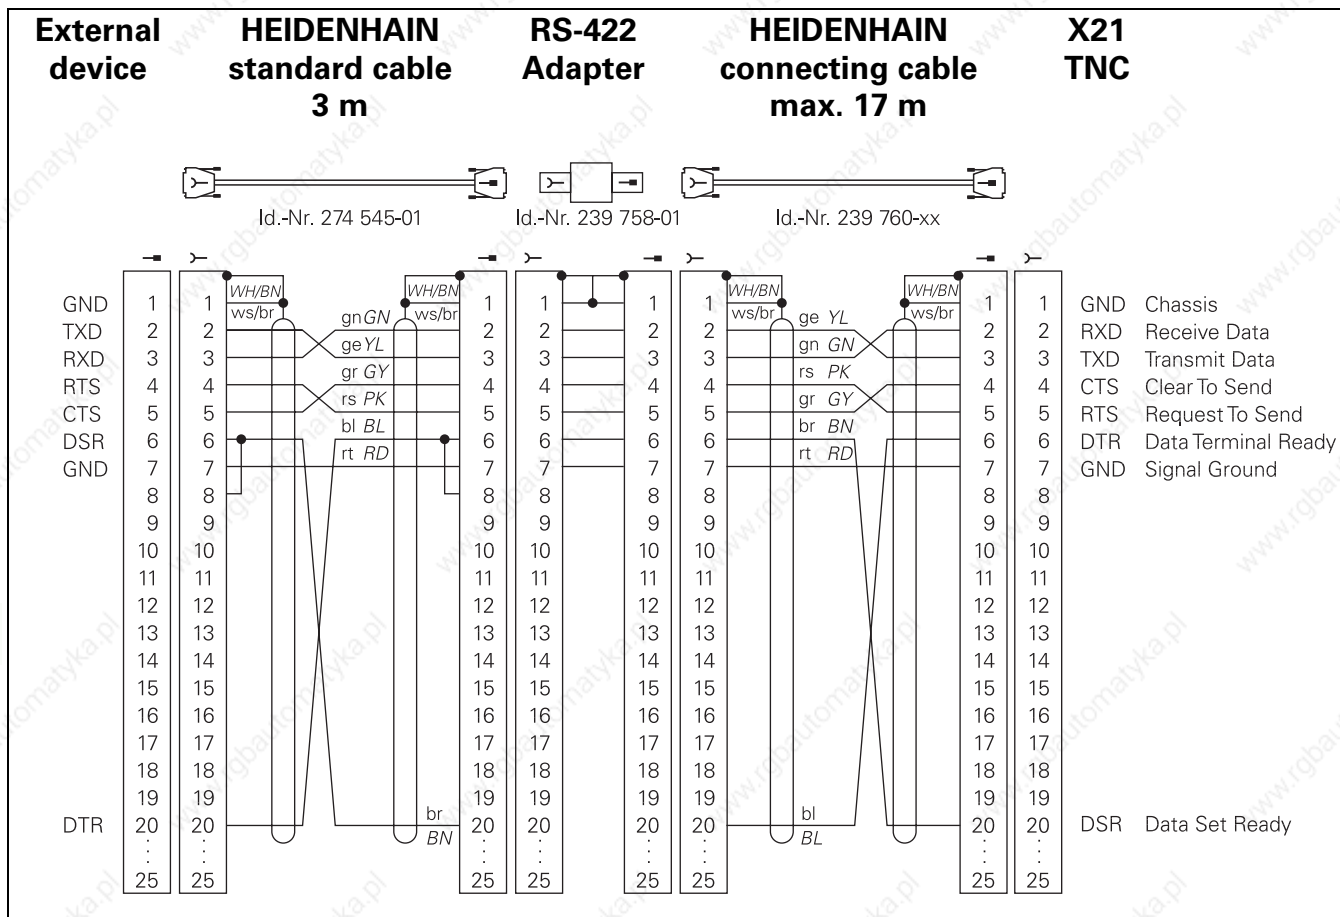 External device
HEIDENHAIN standard cable 3 m
RS-422 Adapter
HEIDENHAIN connecting cable max. 17 m
X21 TNC
Id.-Nr. 274 545-01
Id.-Nr. 239 758-01
Id.-Nr. 239 760-xx
WH/BN WH/BN WH/BN WH/BN
GND 1 1 ws/br ws/br 1 1 1 1 ws/br ws/br 1 1 GND Chassis
TXD 2 2 gn GN 2 2 2 2 ge YL 2 2 RXD Receive Data
RXD 3 3 ge YL 3 3 3 3 gn GN 3 3 TXD Transmit Data
RTS 4 4 gr GY 4 4 4 4 rs PK 4 4 CTS Clear To Send
CTS 5 5 rs PK 5 5 5 5 gr GY 5 5 RTS Request To Send
DSR 6 6 bl BL 6 6 6 6 br BN 6 6 DTR Data Terminal Ready
GND 7 7 rt RD 7 7 7 7 rt RD 7 7 GND Signal Ground
8 8 8 8 8 8 8 8
9 9 9 9 9 9 9 9
10 10 10 10 10 10 10 10
11 11 11 11 11 11 11 11
12 12 12 12 12 12 12 12
13 13 13 13 13 13 13 13
14 14 14 14 14 14 14 14
15 15 15 15 15 15 15 15
16 16 16 16 16 16 16 16
17 17 17 17 17 17 17 17
18 18 18 18 18 18 18 18
19 19 19 19 19 19 19 19
DTR 20 20 br BN 20 20 20 20 bl BL 20 20 DSR Data Set Ready
25 25 25 25 25 25 25 25
www.rgbautomatyka.pl